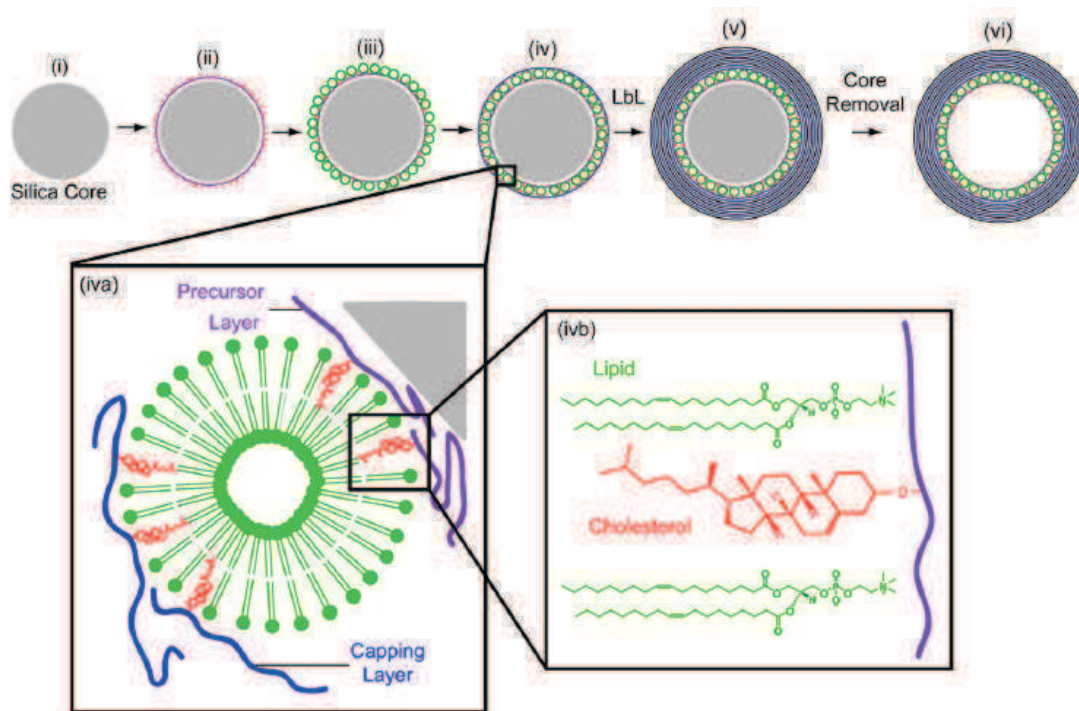 (i)
(ii)
(iii)
(iv)
(v)
(vi)
LbL
Core
Removal
Silica Core
(iva)
Precursor
Layer
Capping
Layer
(ivb)
Lipid
Cholesterol